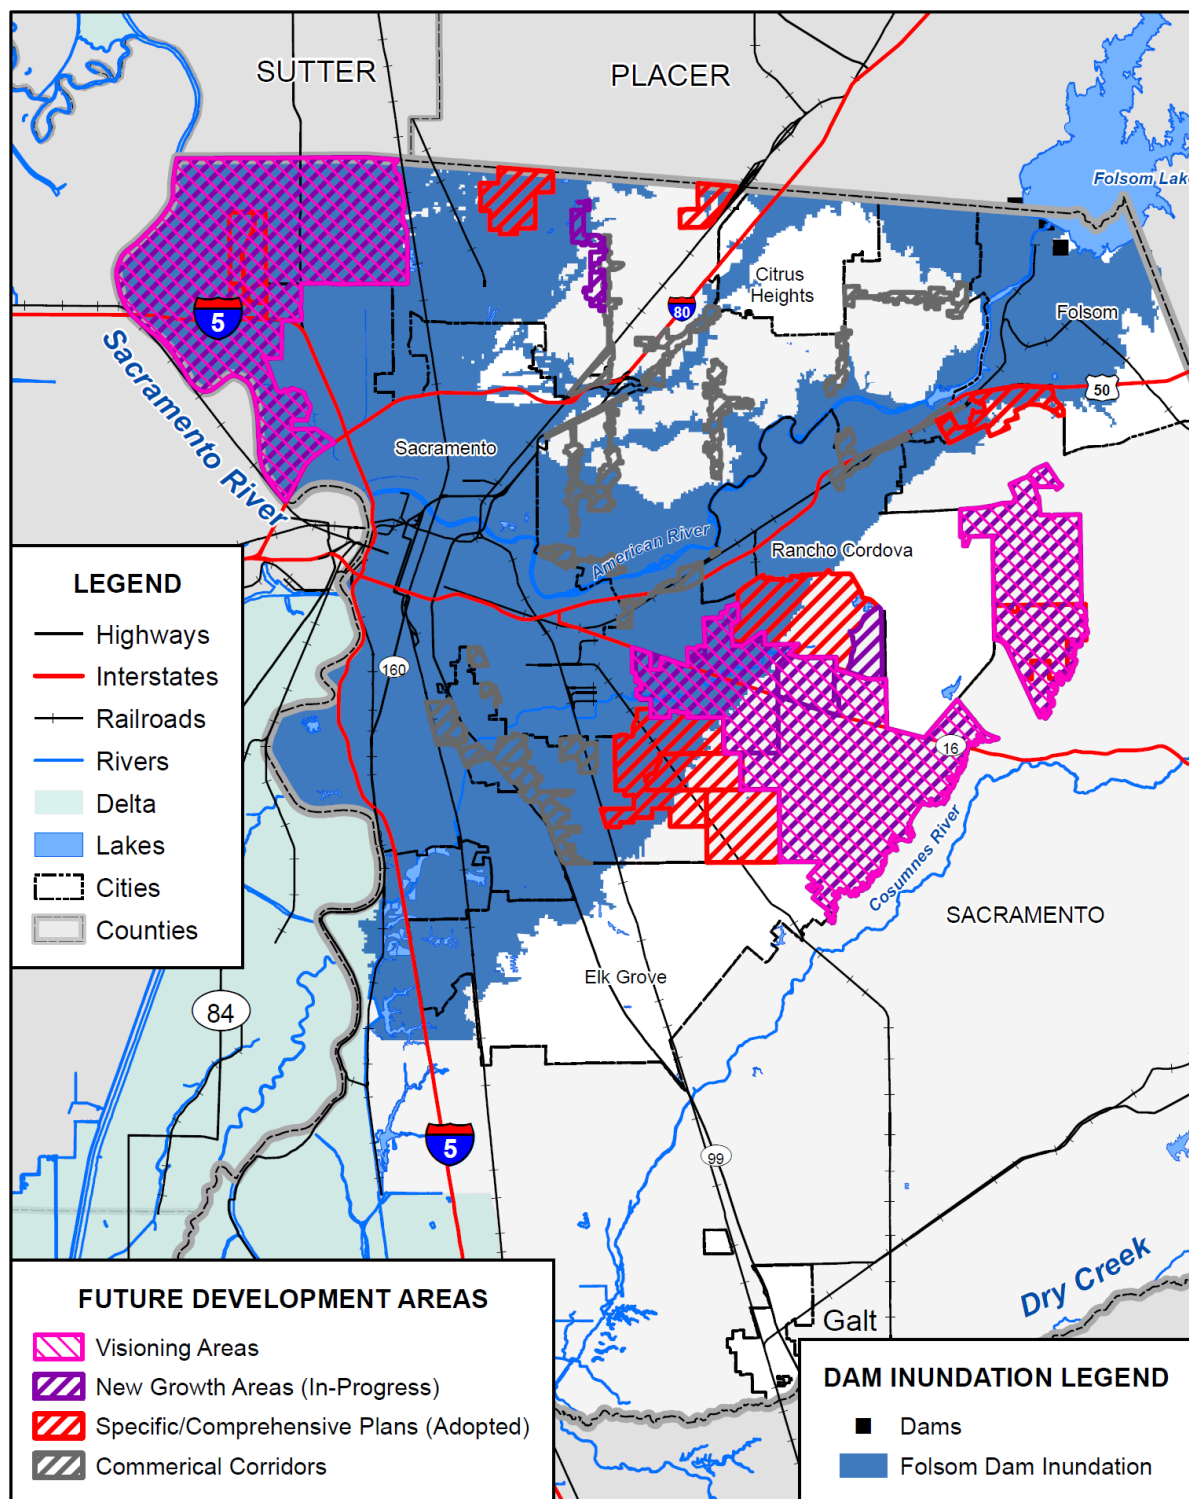 SUTTER
PLACER
Folsom Lake
Citrus
Heights
Folsom
5
80
50
Sacramento River
Sacramento
American River
Rancho Cordova
160
16
Cosumnes River
SACRAMENTO
Elk Grove
84
5
99
Dry Creek
Galt
LEGEND
Highways
Interstates
Railroads
Rivers
Delta
Lakes
Cities
Counties
FUTURE DEVELOPMENT AREAS
Visioning Areas
New Growth Areas (In-Progress)
Specific/Comprehensive Plans (Adopted)
Commerical Corridors
DAM INUNDATION LEGEND
Dams
Folsom Dam Inundation